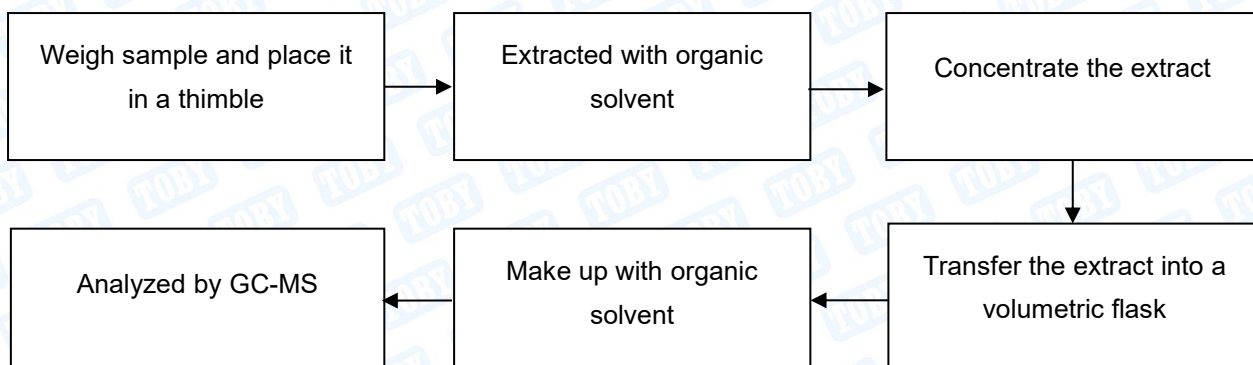 Weigh sample and place it
in a thimble
Extracted with organic
solvent
Concentrate the extract
Transfer the extract into a
volumetric flask
Make up with organic
solvent
Analyzed by GC-MS
TOBY